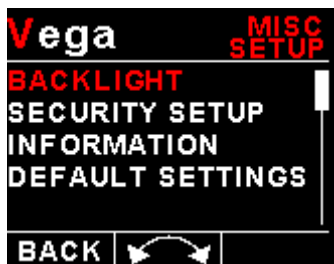 Vega
MISC
SETUP
BACKLIGHT
SECURITY SETUP
INFORMATION
DEFAULT SETTINGS
BACK